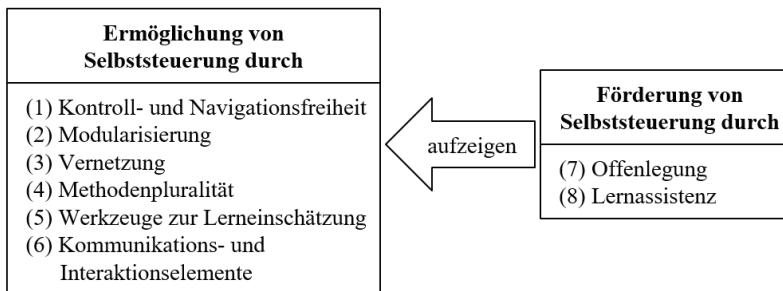 Ermöglichung von
Selbststeuerung durch
(1) Kontroll- und Navigationsfreiheit
(2) Modularisierung
(3) Vernetzung
(4) Methodenpluralität
(5) Werkzeuge zur Lerneinschätzung
(6) Kommunikations- und
Interaktionselemente
aufzeigen
Förderung von
Selbststeuerung durch
(7) Offenlegung
(8) Lernassistenz